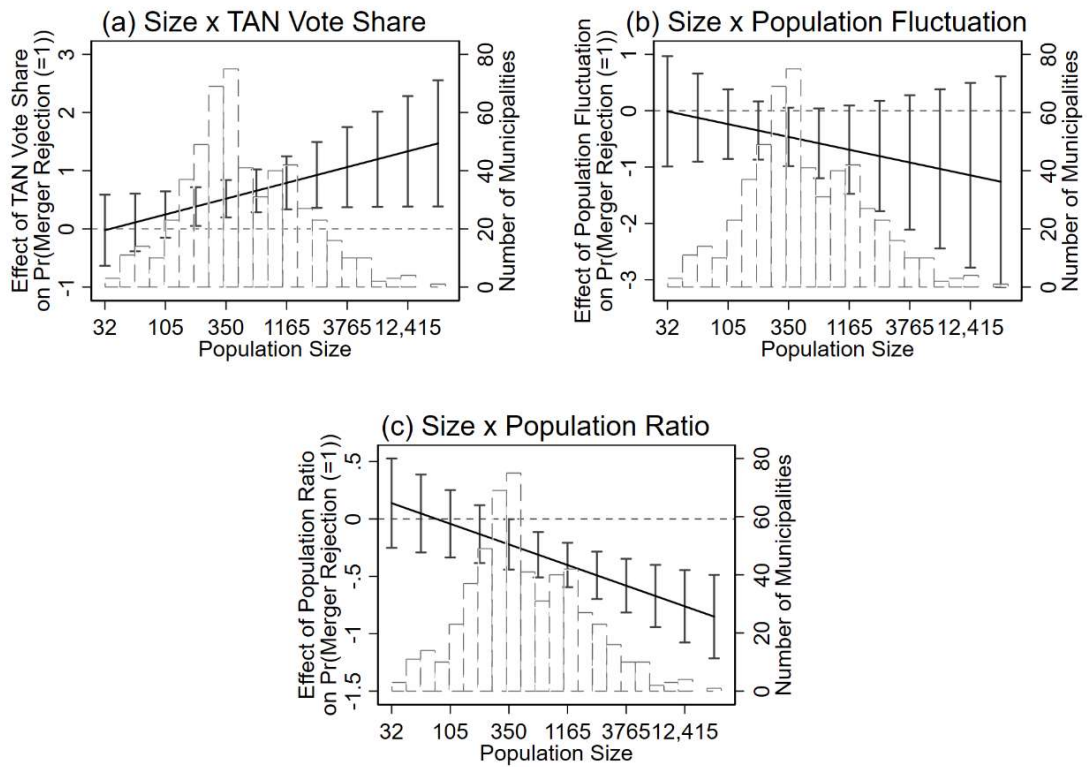 (a) Size x TAN Vote Share
Effect of TAN Vote Share
on Pr(Merger Rejection (=1))
3
2
1
0
-1
80
60
40
20
0
Number of Municipalities
32 105 350 1165 3765 12,415
Population Size
(b) Size x Population Fluctuation
Effect of Population Fluctuation
on Pr(Merger Rejection (=1))
1
0
-1
-2
-3
80
60
40
20
0
Number of Municipalities
32 105 350 1165 3765 12,415
Population Size
(c) Size x Population Ratio
Effect of Population Ratio
on Pr(Merger Rejection (=1))
.5
0
-.5
-1
-1.5
80
60
40
20
0
Number of Municipalities
32 105 350 1165 3765 12,415
Population Size